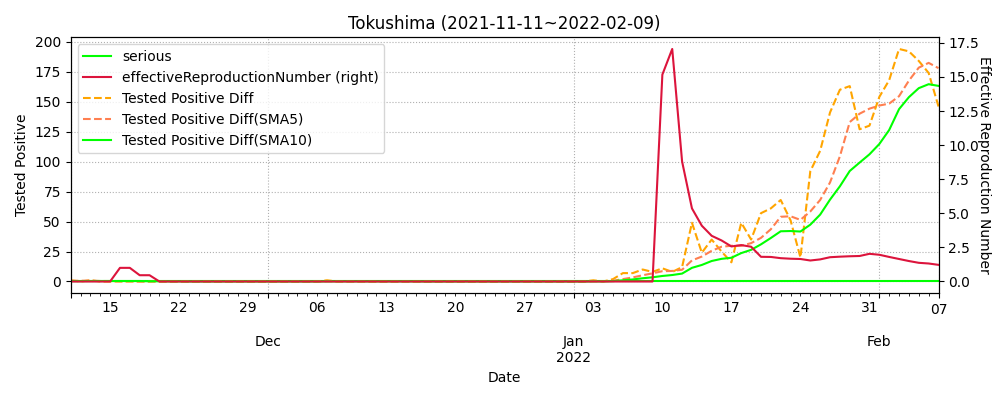 Tokushima (2021-11-11~2022-02-09)
serious
effectiveReproductionNumber (right)
Tested Positive Diff
Tested Positive Diff(SMA5)
Tested Positive Diff(SMA10)
Tested Positive
200
175
150
125
100
75
50
25
0
17.5
15.0
12.5
10.0
7.5
5.0
2.5
0.0
Effective Reproduction Number
15 22 29 06 13 20 27 03 10 17 24 31 07
Dec Jan Feb
2022
Date